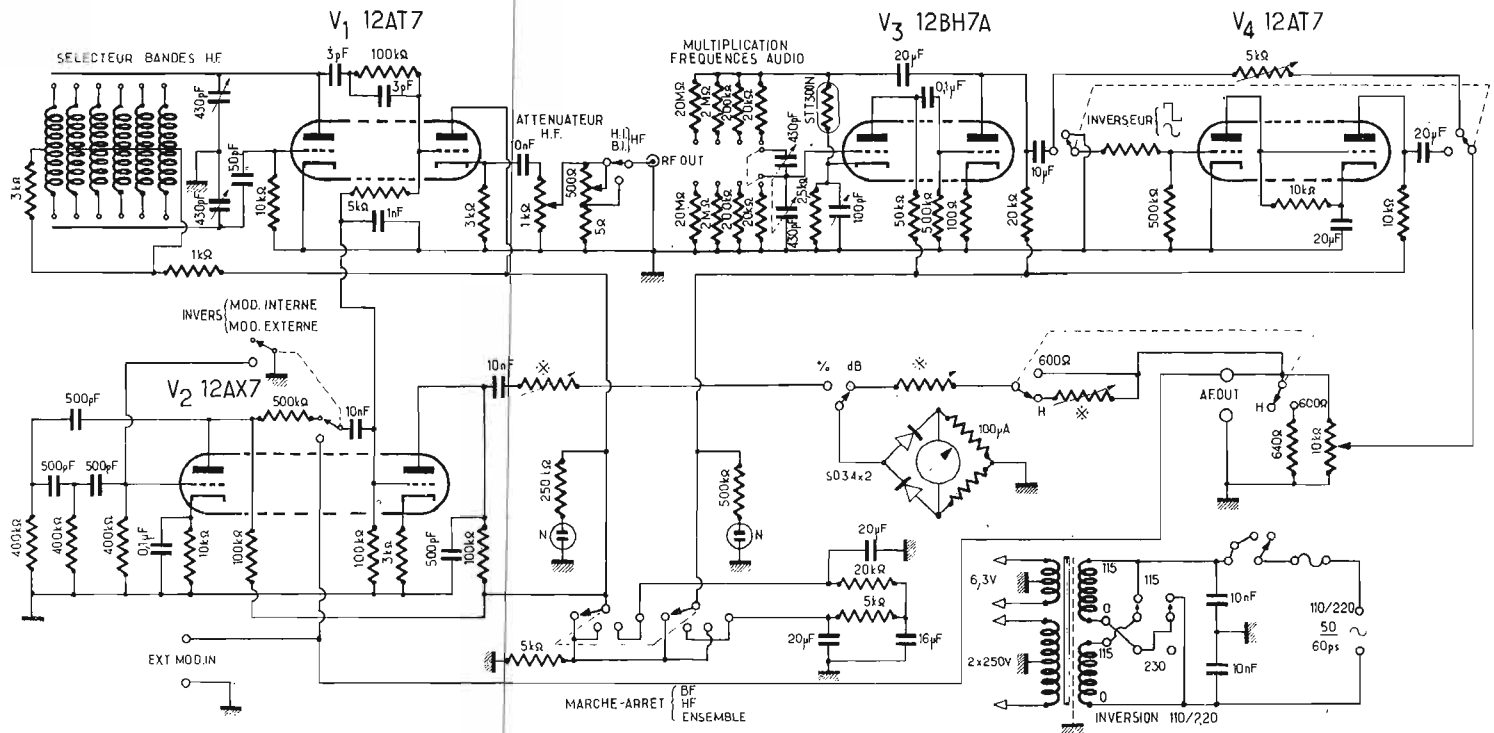 V1 12AT7
V3 12BH7A
V4 12AT7
SELECTEUR BANDES H.F.
3pF
100kΩ
3pF
430pF
430pF
50pF
3kΩ
10kΩ
5kΩ
1nF
1kΩ
3kΩ
ATTENUATEUR
H.F.
10nF
1kΩ
500Ω
5Ω
H.I.
B.I.
HF
RF OUT
MULTIPLICATION
FREQUENCES AUDIO
20MΩ
2MΩ
200kΩ
20kΩ
20MΩ
2MΩ
200kΩ
20kΩ
430pF
430pF
STT300N
2,5kΩ
100pF
20µF
0,1µF
50kΩ
500kΩ
100Ω
20kΩ
10µF
5kΩ
INVERSEUR
500kΩ
10kΩ
20µF
20µF
10kΩ
INVERS
MOD. INTERNE
MOD. EXTERNE
V2 12AX7
500pF
500pF
500pF
500kΩ
10nF
400kΩ
400kΩ
400kΩ
0,1µF
10kΩ
100kΩ
100kΩ
3kΩ
500pF
100kΩ
10nF
※
% dB
※
600Ω
H
※
100µA
SD34x2
AF.OUT
H
600Ω
640Ω
10kΩ
250kΩ
N
500kΩ
N
20µF
20kΩ
5kΩ
20µF
16µF
5kΩ
EXT MOD.IN
MARCHE-ARRET
BF
HF
ENSEMBLE
6,3V
2x250V
115
0
115
0
115
230
10nF
10nF
110/220
50
60ps
INVERSION 110/220